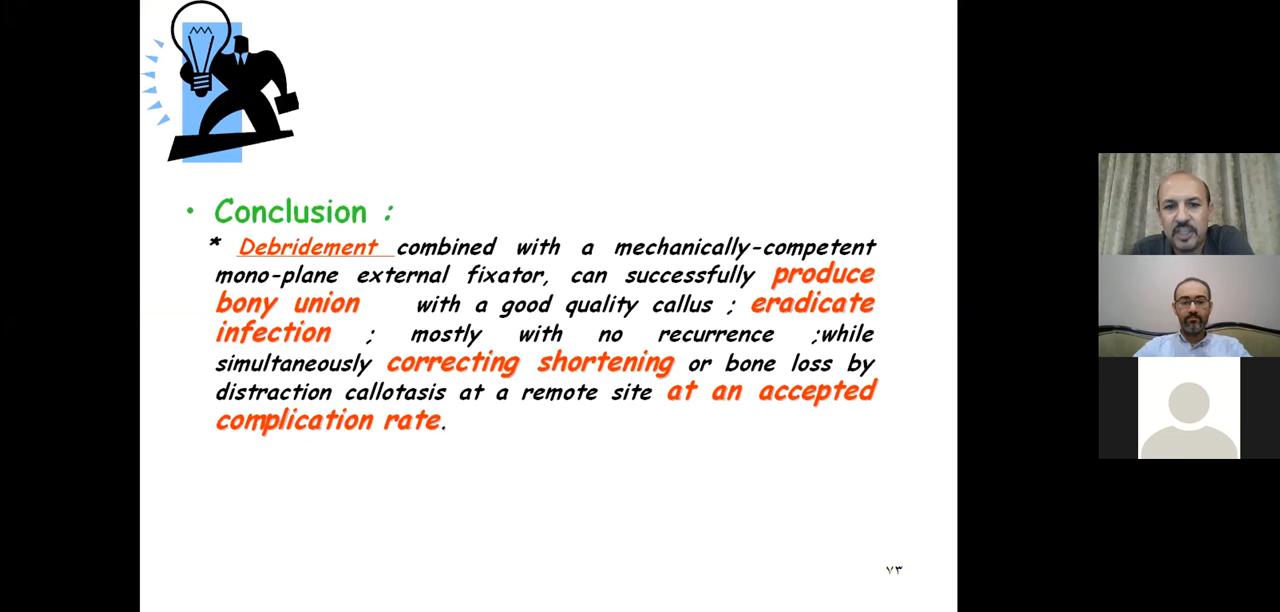 • Conclusion :
* Debridement combined with a mechanically-competent
mono-plane external fixator, can successfully produce
bony union with a good quality callus ; eradicate
infection ; mostly with no recurrence ;while
simultaneously correcting shortening or bone loss by
distraction callotasis at a remote site at an accepted
complication rate.
٧٣